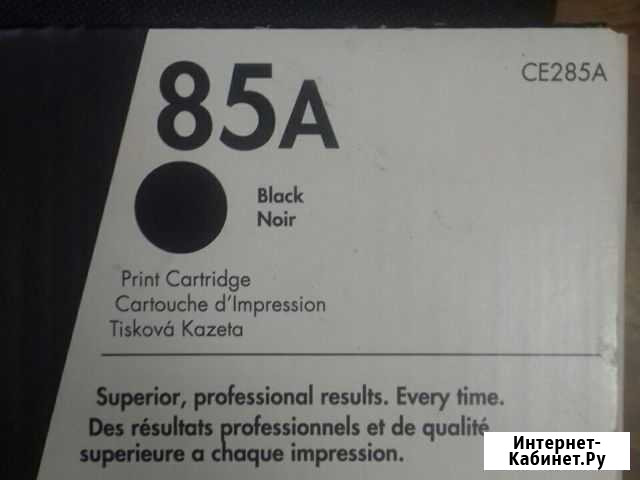 CE285A
85A
Black
Noir
Print Cartridge
Cartouche d'Impression
Tisková Kazeta
Superior, professional results. Every time.
Des résultats professionnels et de qualité
superieure a chaque impression.
Интернет-
Кабинет.Ру